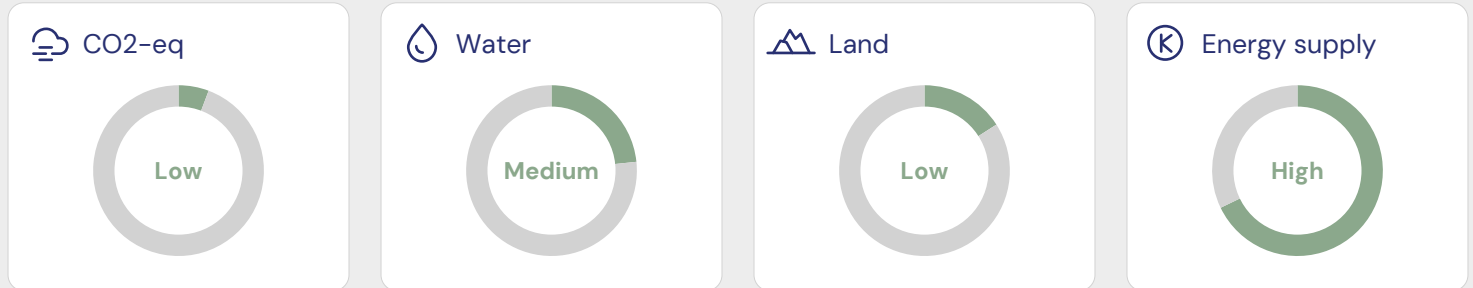 CO2-eq
Low
Water
Medium
Land
Low
Energy supply
High